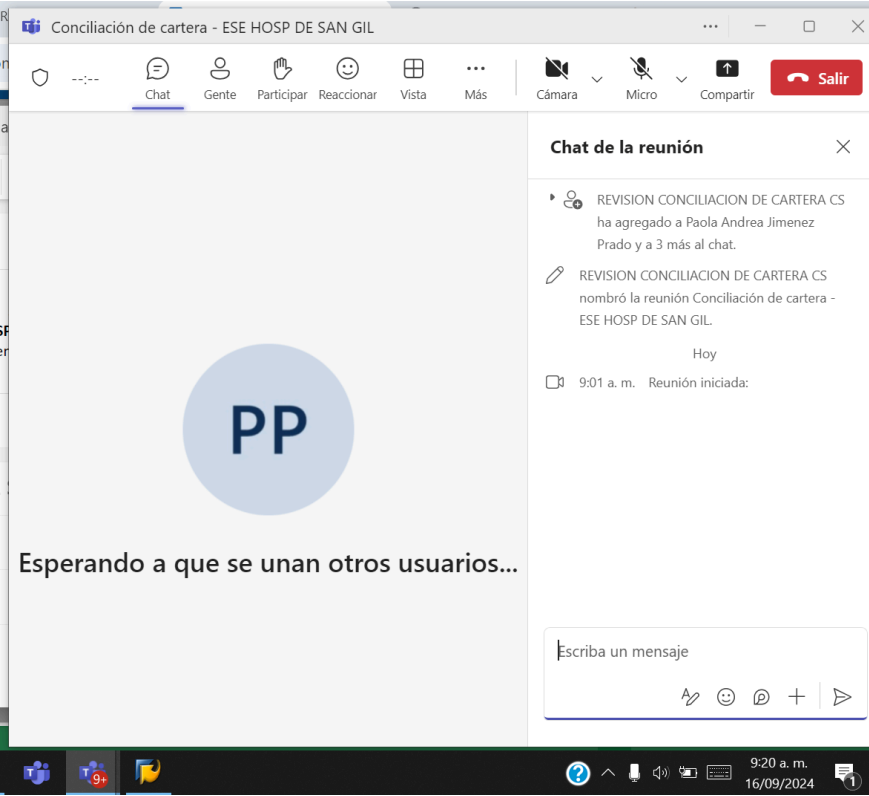 Conciliación de cartera - ESE HOSP DE SAN GIL
--:--
Chat
Gente
Participar
Reaccionar
Vista
Más
Cámara
Micro
Compartir
Salir
Chat de la reunión
REVISION CONCILIACION DE CARTERA CS
ha agregado a Paola Andrea Jimenez
Prado y a 3 más al chat.
REVISION CONCILIACION DE CARTERA CS
nombró la reunión Conciliación de cartera -
ESE HOSP DE SAN GIL.
Hoy
9:01 a. m. Reunión iniciada:
PP
Esperando a que se unan otros usuarios...
Escriba un mensaje
9+
9:20 a. m.
16/09/2024
1